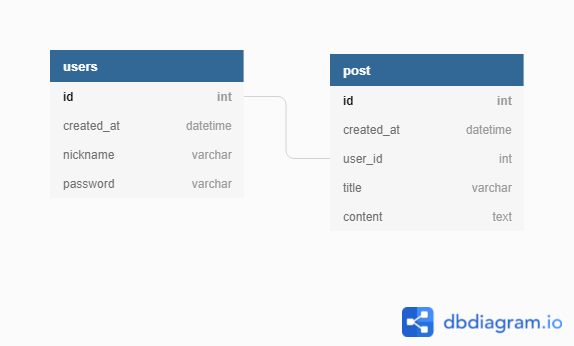 users
id int
created_at datetime
nickname varchar
password varchar
post
id int
created_at datetime
user_id int
title varchar
content text
dbdiagram.io